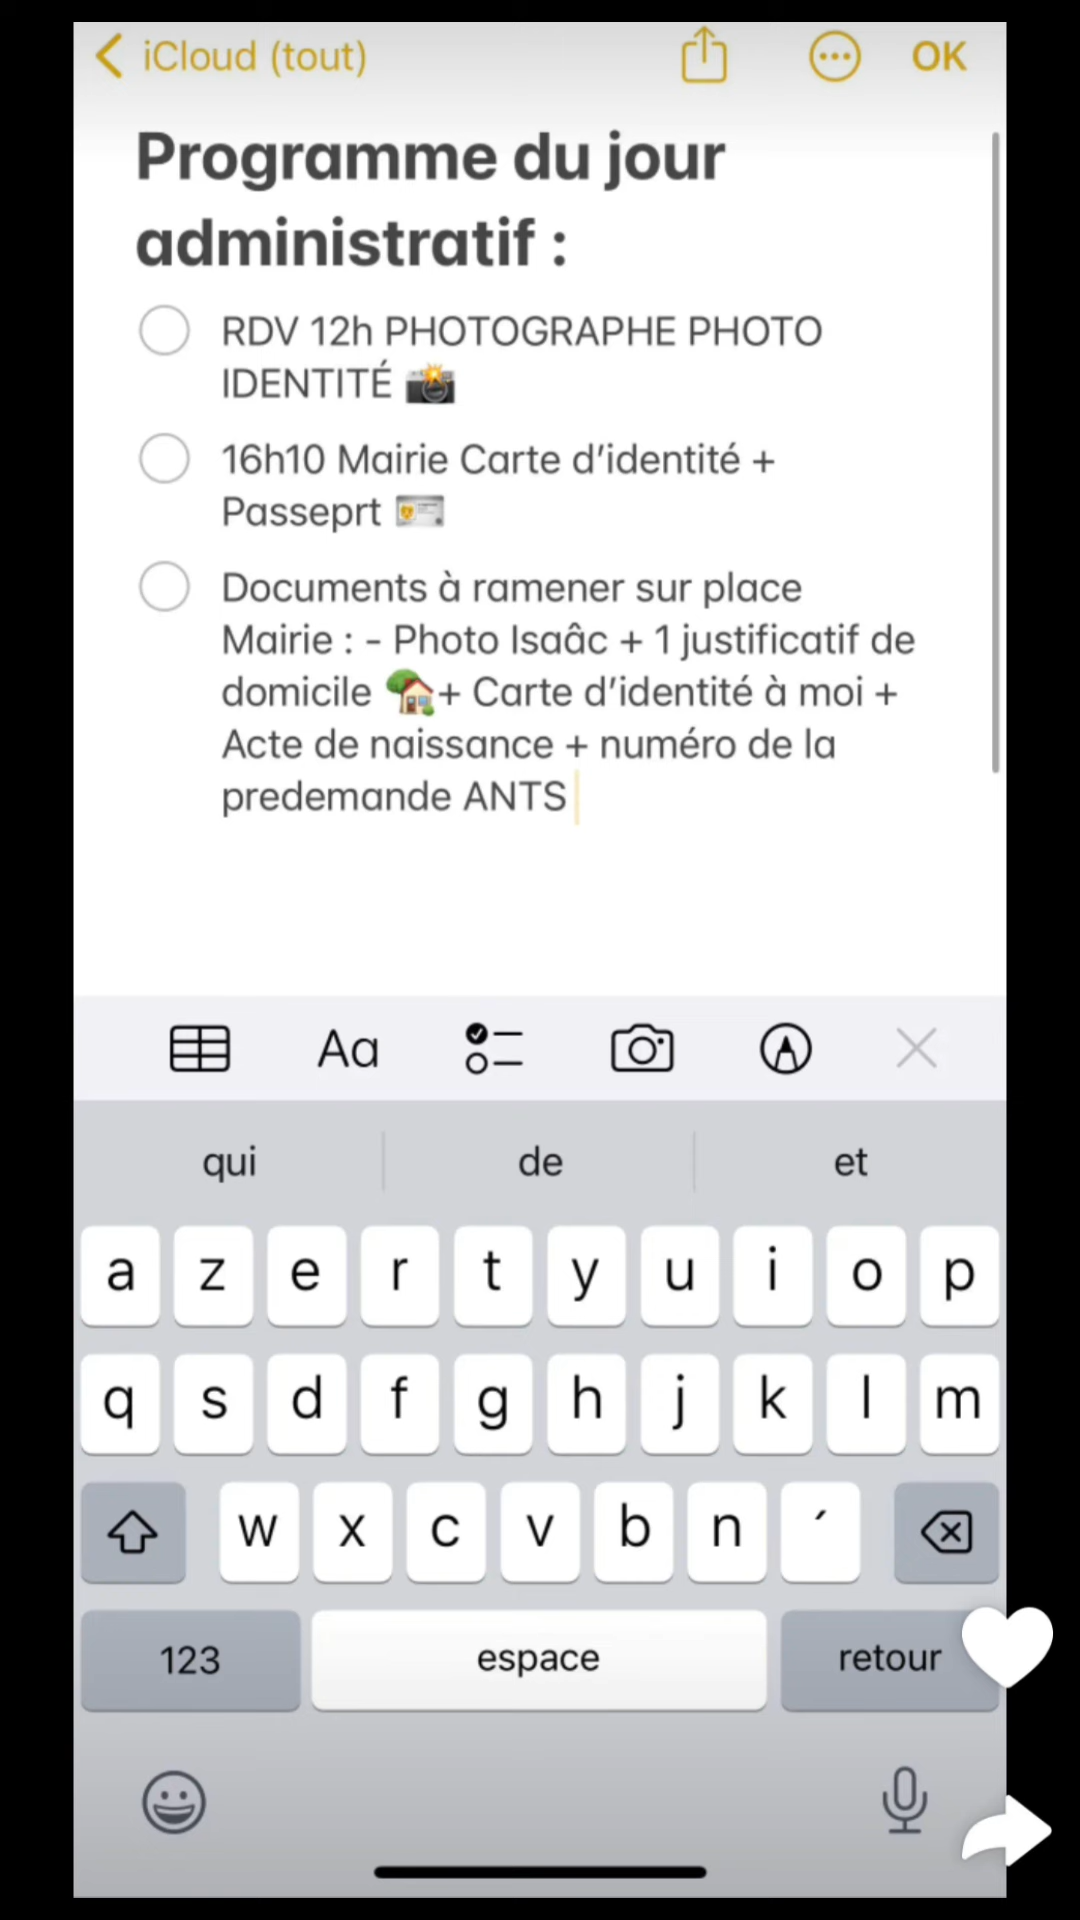 iCloud (tout)
OK
Programme du jour
administratif :
RDV 12h PHOTOGRAPHE PHOTO
IDENTITÉ 📸
16h10 Mairie Carte d’identité +
Passeprt 🪪
Documents à ramener sur place
Mairie : - Photo Isaâc + 1 justificatif de
domicile 🏡+ Carte d’identité à moi +
Acte de naissance + numéro de la
predemande ANTS
Aa
qui de et
a z e r t y u i o p
q s d f g h j k l m
w x c v b n ´
123 espace retour